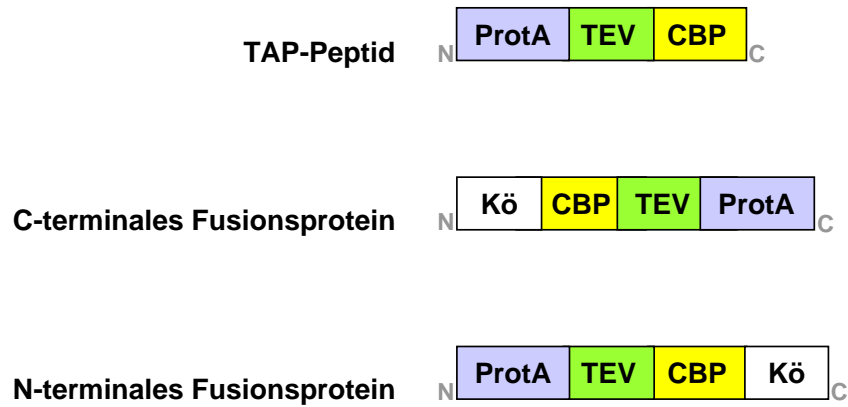 TAP-Peptid N ProtA TEV CBP C
C-terminales Fusionsprotein N Kö CBP TEV ProtA C
N-terminales Fusionsprotein N ProtA TEV CBP Kö C